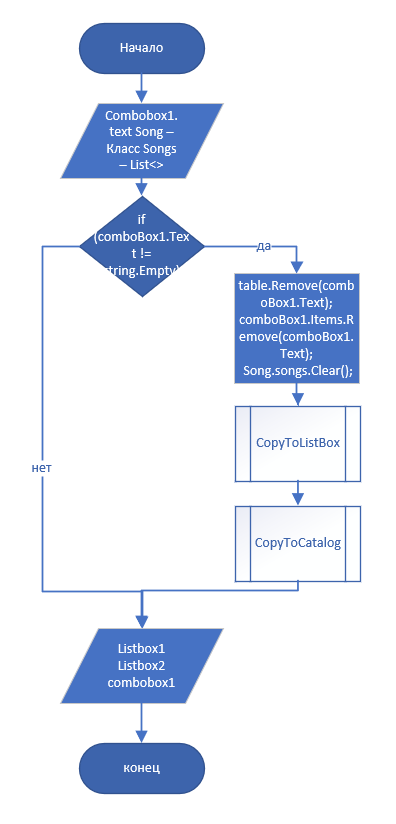 Начало
Combobox1.
text Song –
Класс Songs
– List<>
if
(comboBox1.Tex
t !=
string.Empty)
да
table.Remove(comb
oBox1.Text);
comboBox1.Items.R
emove(comboBox1.
Text);
Song.songs.Clear();
CopyToListBox
нет
CopyToCatalog
Listbox1
Listbox2
combobox1
конец